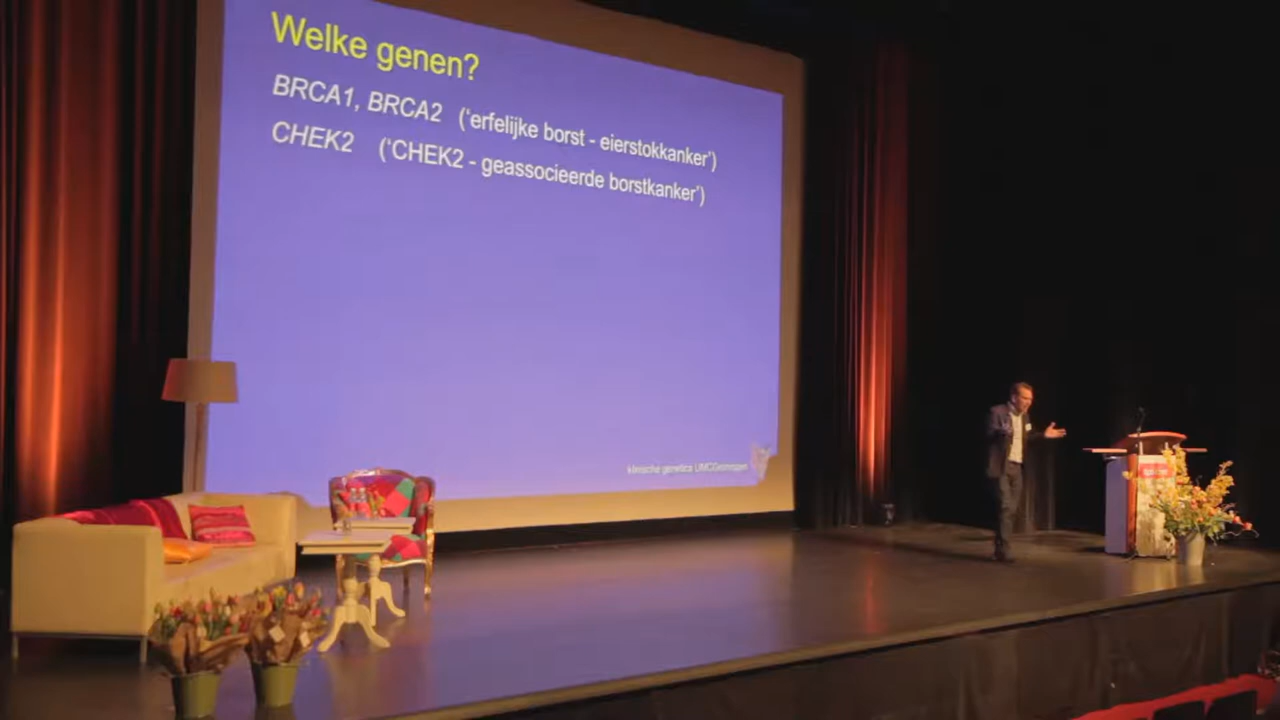 Welke genen?
BRCA1, BRCA2 ('erfelijke borst - eierstokkanker')
CHEK2 ('CHEK2 - geassocieerde borstkanker')
klinische genetica UMCGroningen